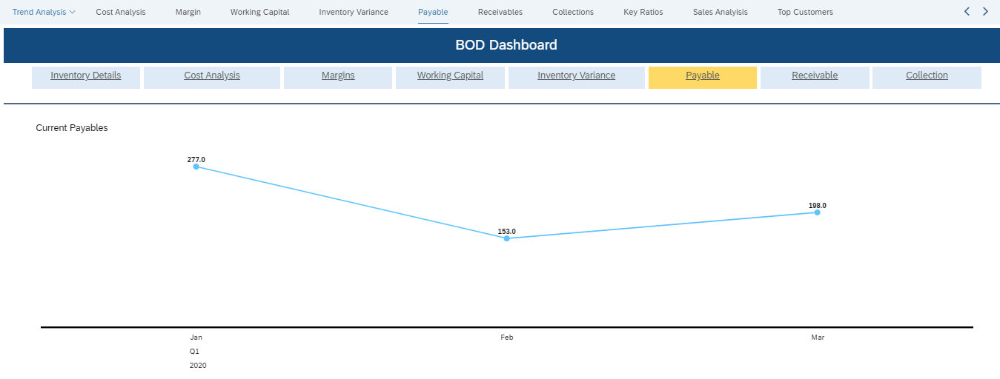 Trend Analysis Cost Analysis Margin Working Capital Inventory Variance Payable Receivables Collections Key Ratios Sales Analyisis Top Customers
BOD Dashboard
Inventory Details Cost Analysis Margins Working Capital Inventory Variance Payable Receivable Collection
Current Payables
277.0
198.0
153.0
Jan Feb Mar
Q1
2020